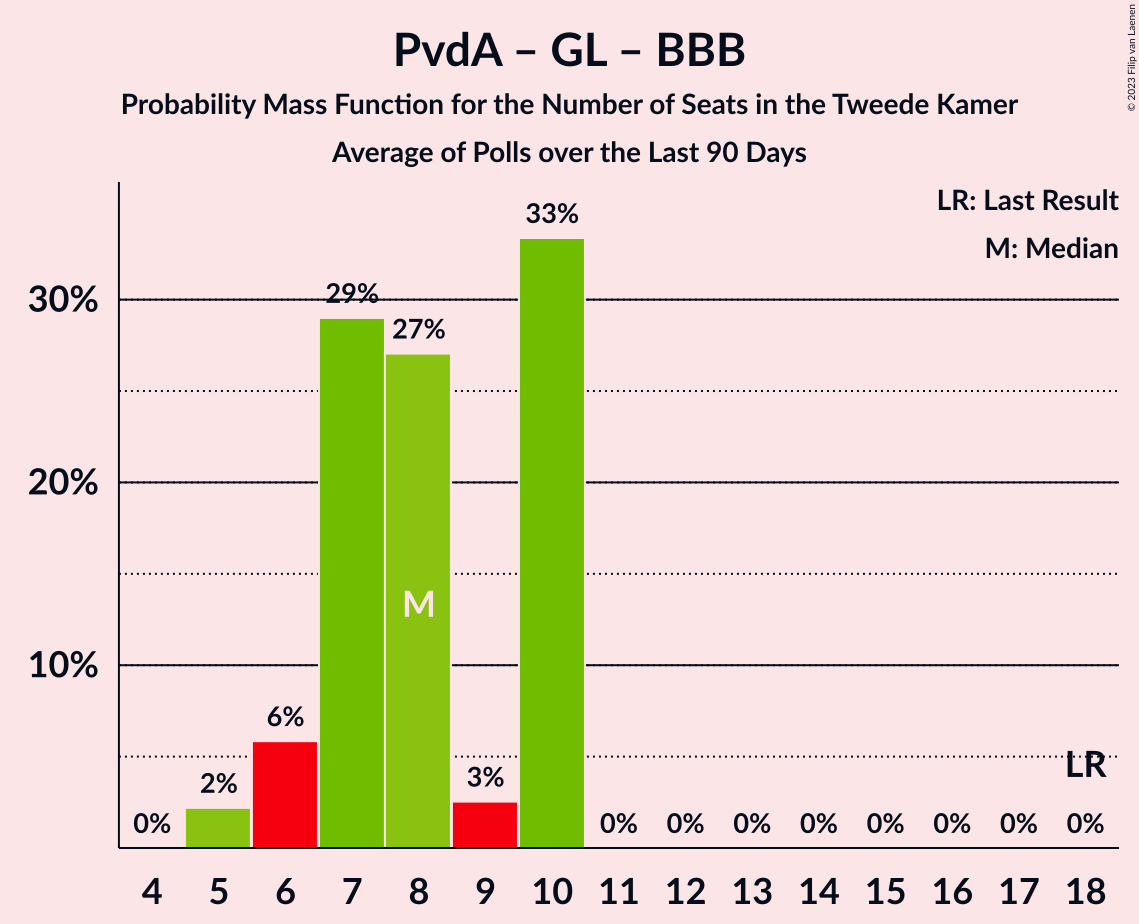 PvdA – GL – BBB
Probability Mass Function for the Number of Seats in the Tweede Kamer
Average of Polls over the Last 90 Days
© 2023 Filip van Laenen
LR: Last Result
M: Median
33%
30%
29%
27%
20%
M
10%
6%
LR
3%
2%
0% 0% 0% 0% 0% 0% 0% 0% 0%
4 5 6 7 8 9 10 11 12 13 14 15 16 17 18